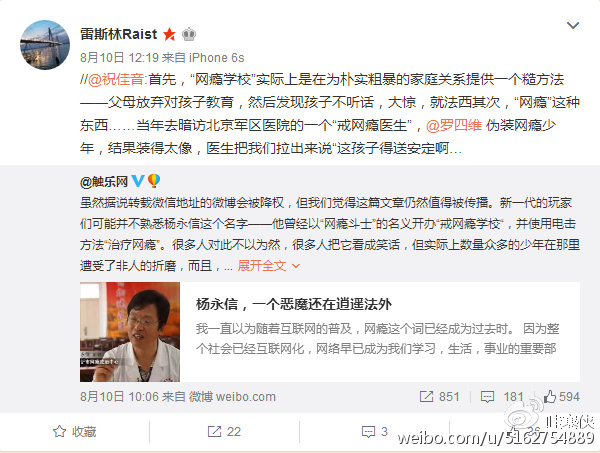 雷斯林Raist
8月10日 12:19 来自 iPhone 6s
//@祝佳音:首先，“网瘾学校”实际上是在为朴实粗暴的家庭关系提供一个糙方法
——父母放弃对孩子教育，然后发现孩子不听话，大惊，就法西其次，“网瘾”这种
东西……当年去暗访北京军区医院的一个“戒网瘾医生”，@罗四维 伪装网瘾少
年，结果装得太像，医生把我们拉出来说“这孩子得送安定啊...
@触乐网
虽然据说转载微信地址的微博会被降权，但我们觉得这篇文章仍然值得被传播。新一代的玩家
们可能并不熟悉杨永信这个名字——他曾经以“网瘾斗士”的名义开办“戒网瘾学校“，并使用电击
方法“治疗网瘾”。很多人对此不以为然，很多人把它看成笑话，但实际上数量众多的少年在那里
遭受了非人的折磨，而且，... 展开全文
杨永信，一个恶魔还在逍遥法外
我一直以为随着互联网的普及，网瘾这个词已经成为过去时。 因为整
个社会已经互联网化，网络早已成为我们学习，生活，事业的重要部
8月10日 10:06 来自 微博 weibo.com
851
181
594
收藏
22
3
36
weibo.com/u/5162754889